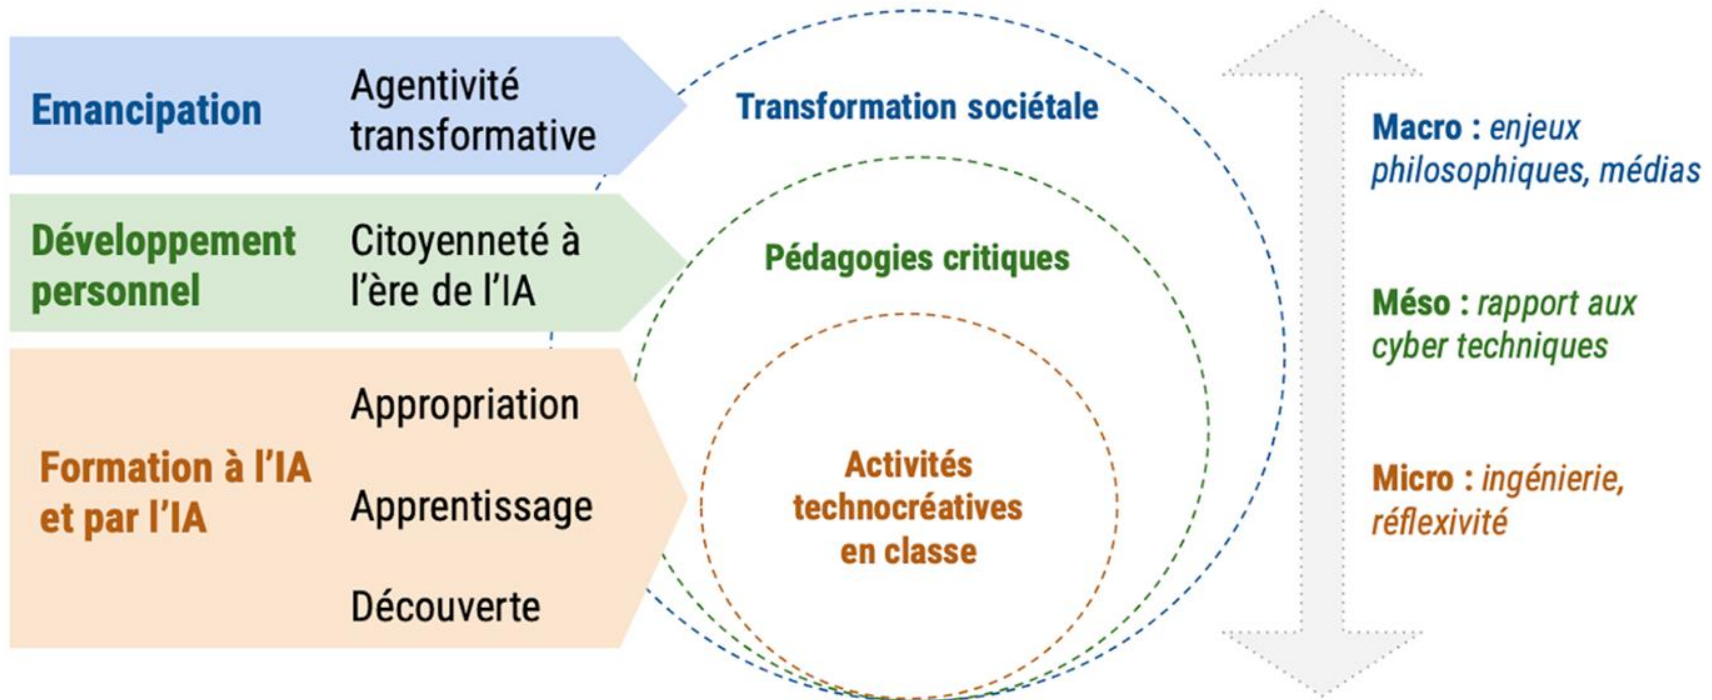 Emancipation
Agentivité
transformative
Transformation sociétale
Macro : enjeux
philosophiques, médias
Développement
personnel
Citoyenneté à
l'ère de l'IA
Pédagogies critiques
Méso : rapport aux
cyber techniques
Formation à l'IA
et par l'IA
Appropriation
Apprentissage
Découverte
Activités
technocréatives
en classe
Micro : ingénierie,
réflexivité